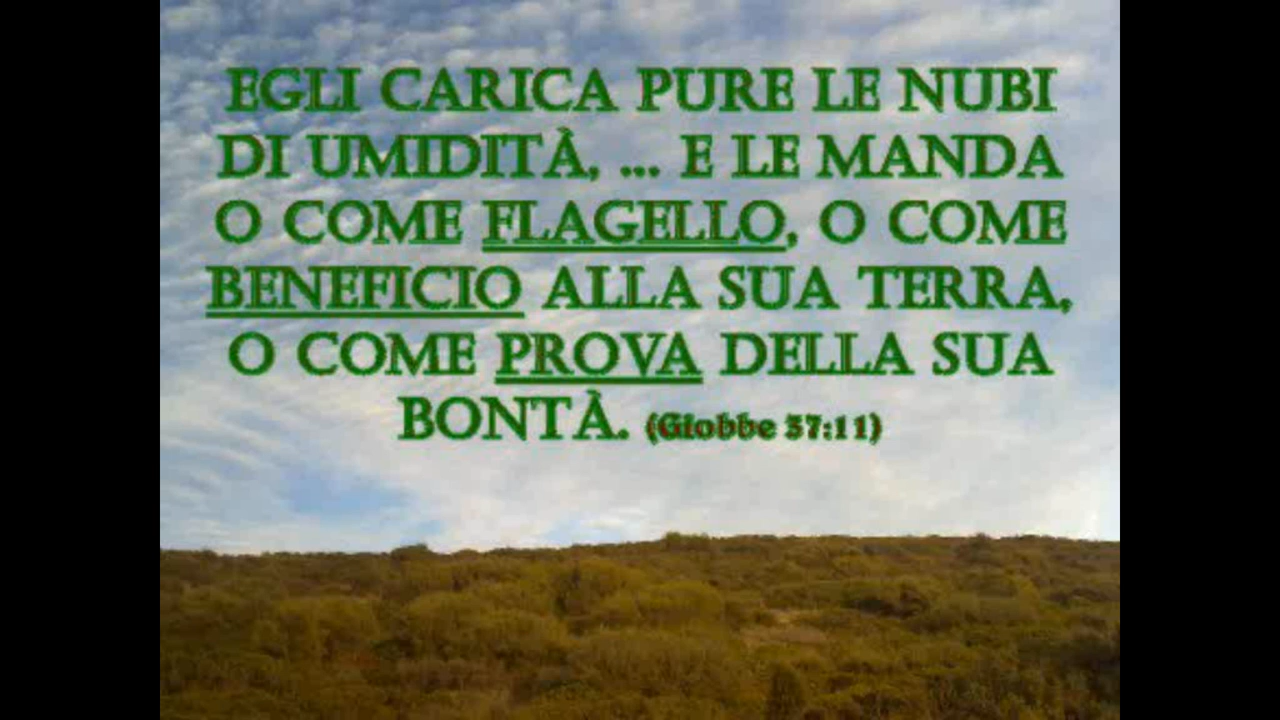 EGLI CARICA PURE LE NUBI
DI UMIDITÀ, ... E LE MANDA
O COME FLAGELLO, O COME
BENEFICIO ALLA SUA TERRA,
O COME PROVA DELLA SUA
BONTÀ. (Giobbe 37:11)